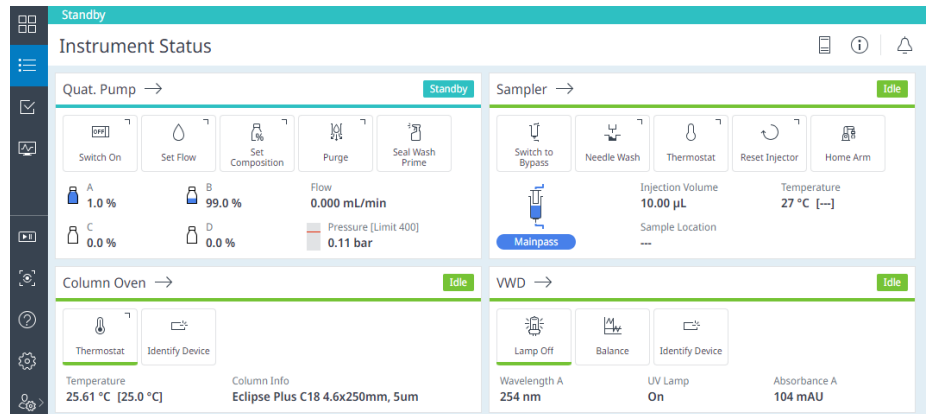 Standby
Instrument Status
Quat. Pump → Standby
OFF
%
Switch On Set Flow Set Composition Purge Seal Wash Prime
A 1.0 %
B 99.0 %
Flow 0.000 mL/min
C 0.0 %
D 0.0 %
Pressure [Limit 400] 0.11 bar
Sampler → Idle
Switch to Bypass Needle Wash Thermostat Reset Injector Home Arm
Mainpass
Injection Volume
10.00 µL
Temperature
27 °C [---]
Sample Location
---
Column Oven → Idle
Thermostat Identify Device
Temperature
25.61 °C [25.0 °C]
Column Info
Eclipse Plus C18 4.6x250mm, 5um
VWD → Idle
Lamp Off Balance Identify Device
Wavelength A
254 nm
UV Lamp
On
Absorbance A
104 mAU